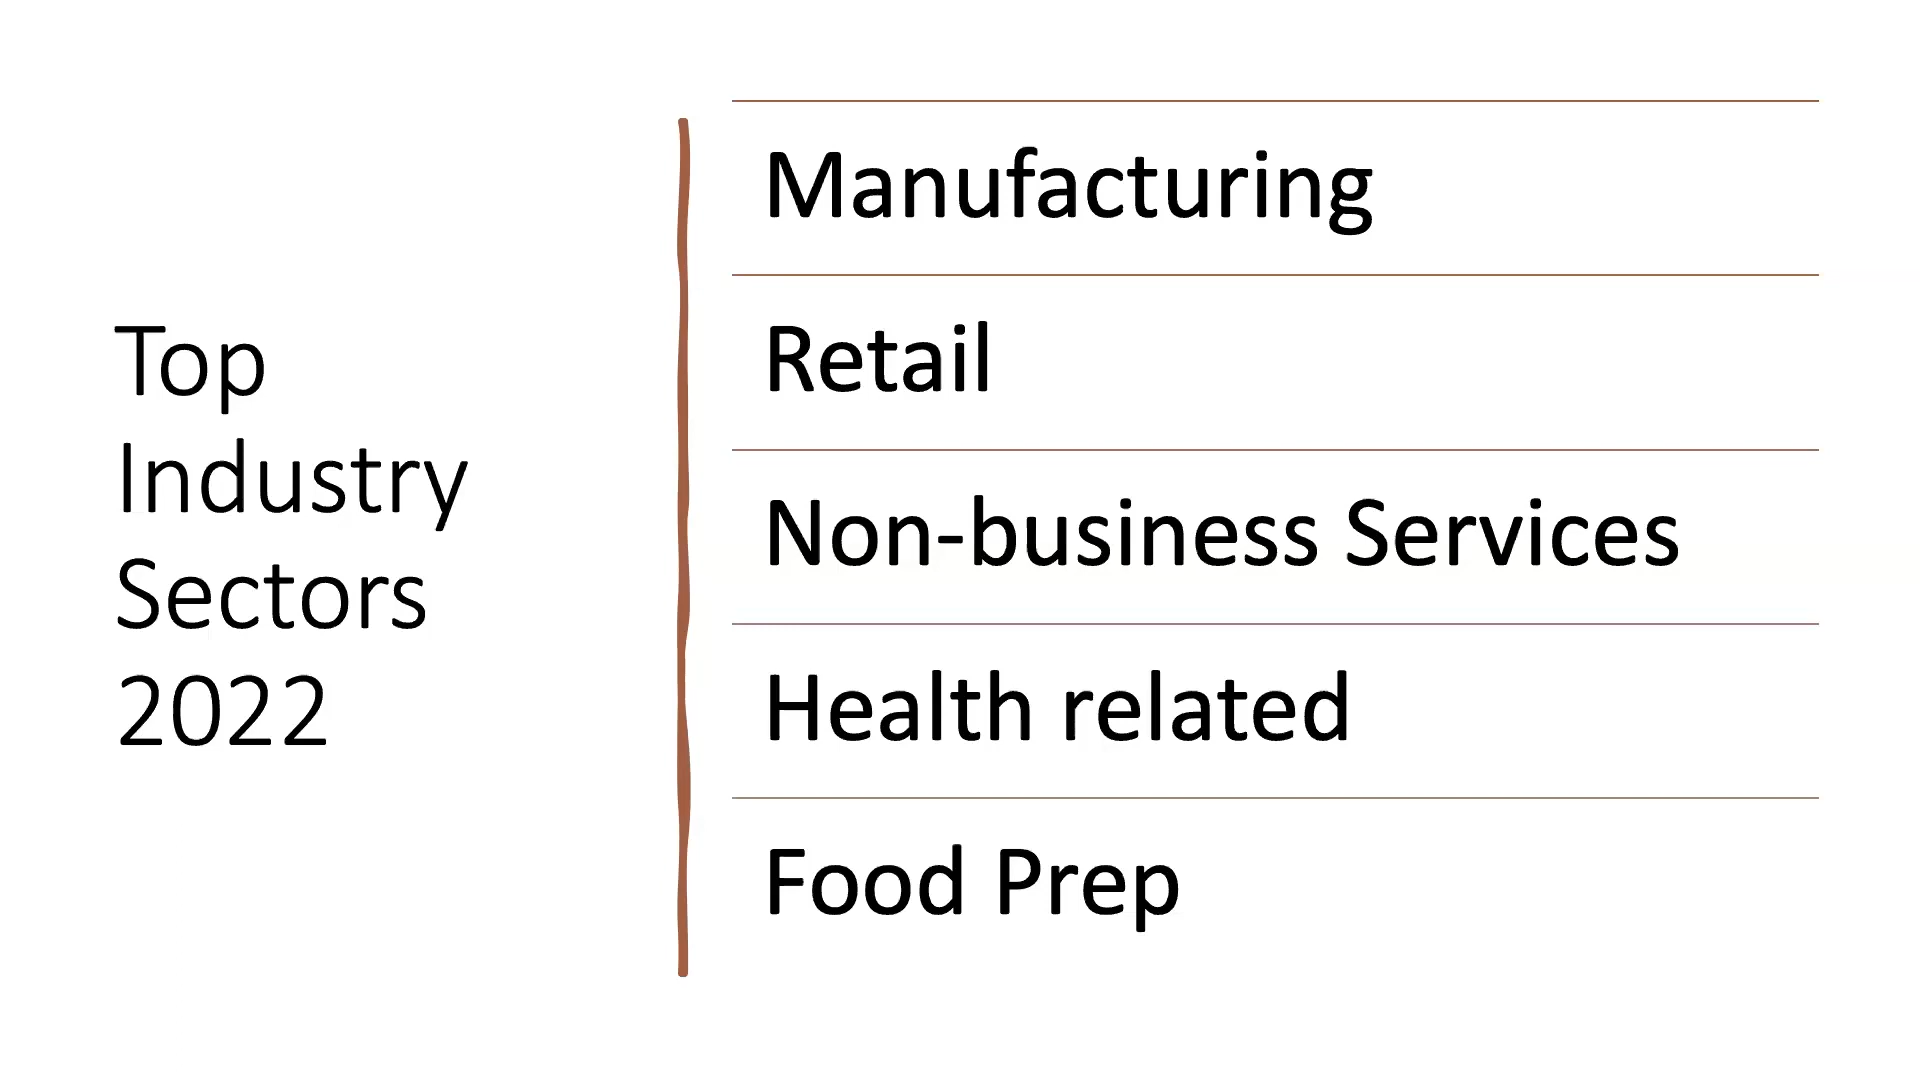 Top
Industry
Sectors
2022
Manufacturing
Retail
Non-business Services
Health related
Food Prep